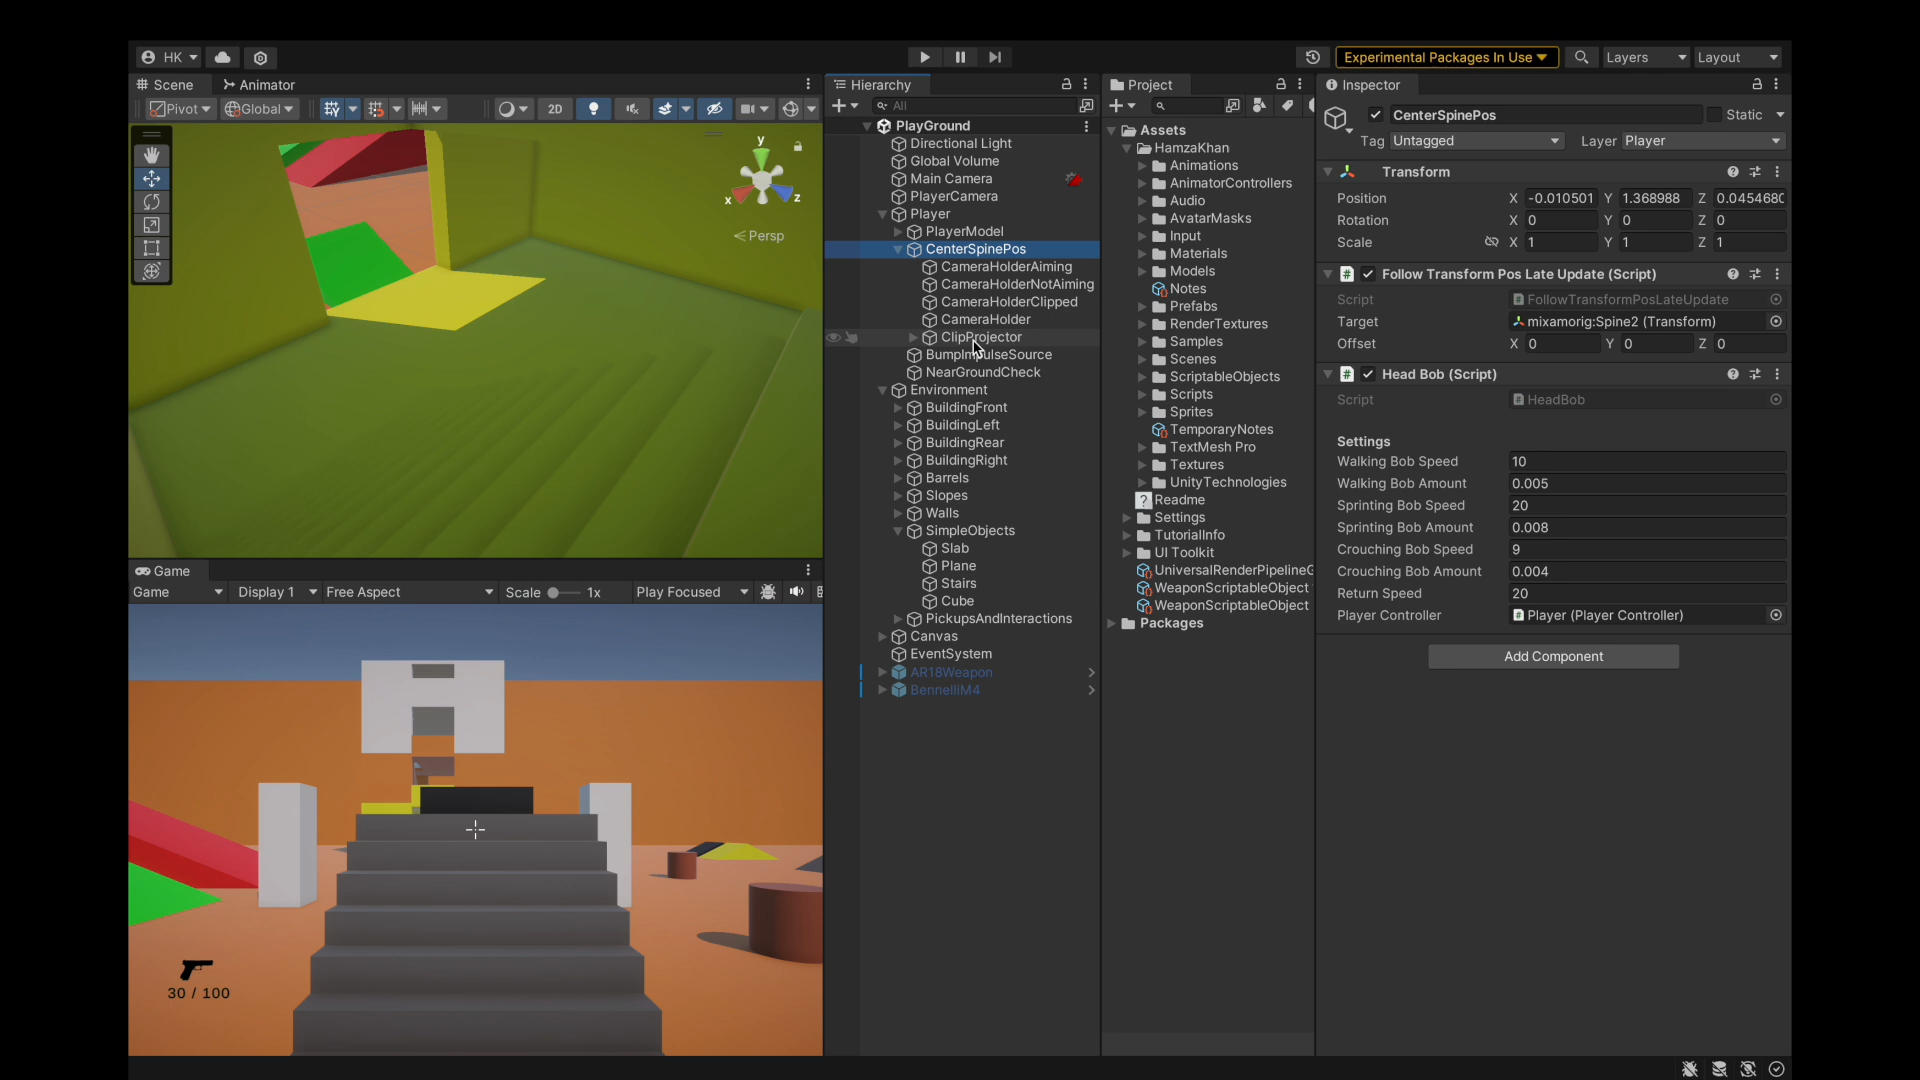 HK
Experimental Packages In Use
Layers
Layout
Scene
Animator
Pivot
Global
2D
y
x
z
Persp
Game
Game
Display 1
Free Aspect
Scale
1x
Play Focused
30 / 100
Hierarchy
All
PlayGround
Directional Light
Global Volume
Main Camera
PlayerCamera
Player
PlayerModel
CenterSpinePos
CameraHolderAiming
CameraHolderNotAiming
CameraHolderClipped
CameraHolder
ClipProjector
BumpImpulseSource
NearGroundCheck
Environment
BuildingFront
BuildingLeft
BuildingRear
BuildingRight
Barrels
Slopes
Walls
SimpleObjects
Slab
Plane
Stairs
Cube
PickupsAndInteractions
Canvas
EventSystem
AR18Weapon
BennelliM4
Project
Assets
HamzaKhan
Animations
AnimatorControllers
Audio
AvatarMasks
Input
Materials
Models
Notes
Prefabs
RenderTextures
Samples
Scenes
ScriptableObjects
Scripts
Sprites
TemporaryNotes
TextMesh Pro
Textures
UnityTechnologies
Readme
Settings
TutorialInfo
UI Toolkit
UniversalRenderPipelineG
WeaponScriptableObject
WeaponScriptableObject
Packages
Inspector
CenterSpinePos
Static
Tag Untagged
Layer Player
Transform
Position X -0.010501 Y 1.368988 Z 0.0454680
Rotation X 0 Y 0 Z 0
Scale X 1 Y 1 Z 1
Follow Transform Pos Late Update (Script)
Script FollowTransformPosLateUpdate
Target mixamorig:Spine2 (Transform)
Offset X 0 Y 0 Z 0
Head Bob (Script)
Script HeadBob
Settings
Walking Bob Speed 10
Walking Bob Amount 0.005
Sprinting Bob Speed 20
Sprinting Bob Amount 0.008
Crouching Bob Speed 9
Crouching Bob Amount 0.004
Return Speed 20
Player Controller Player (Player Controller)
Add Component